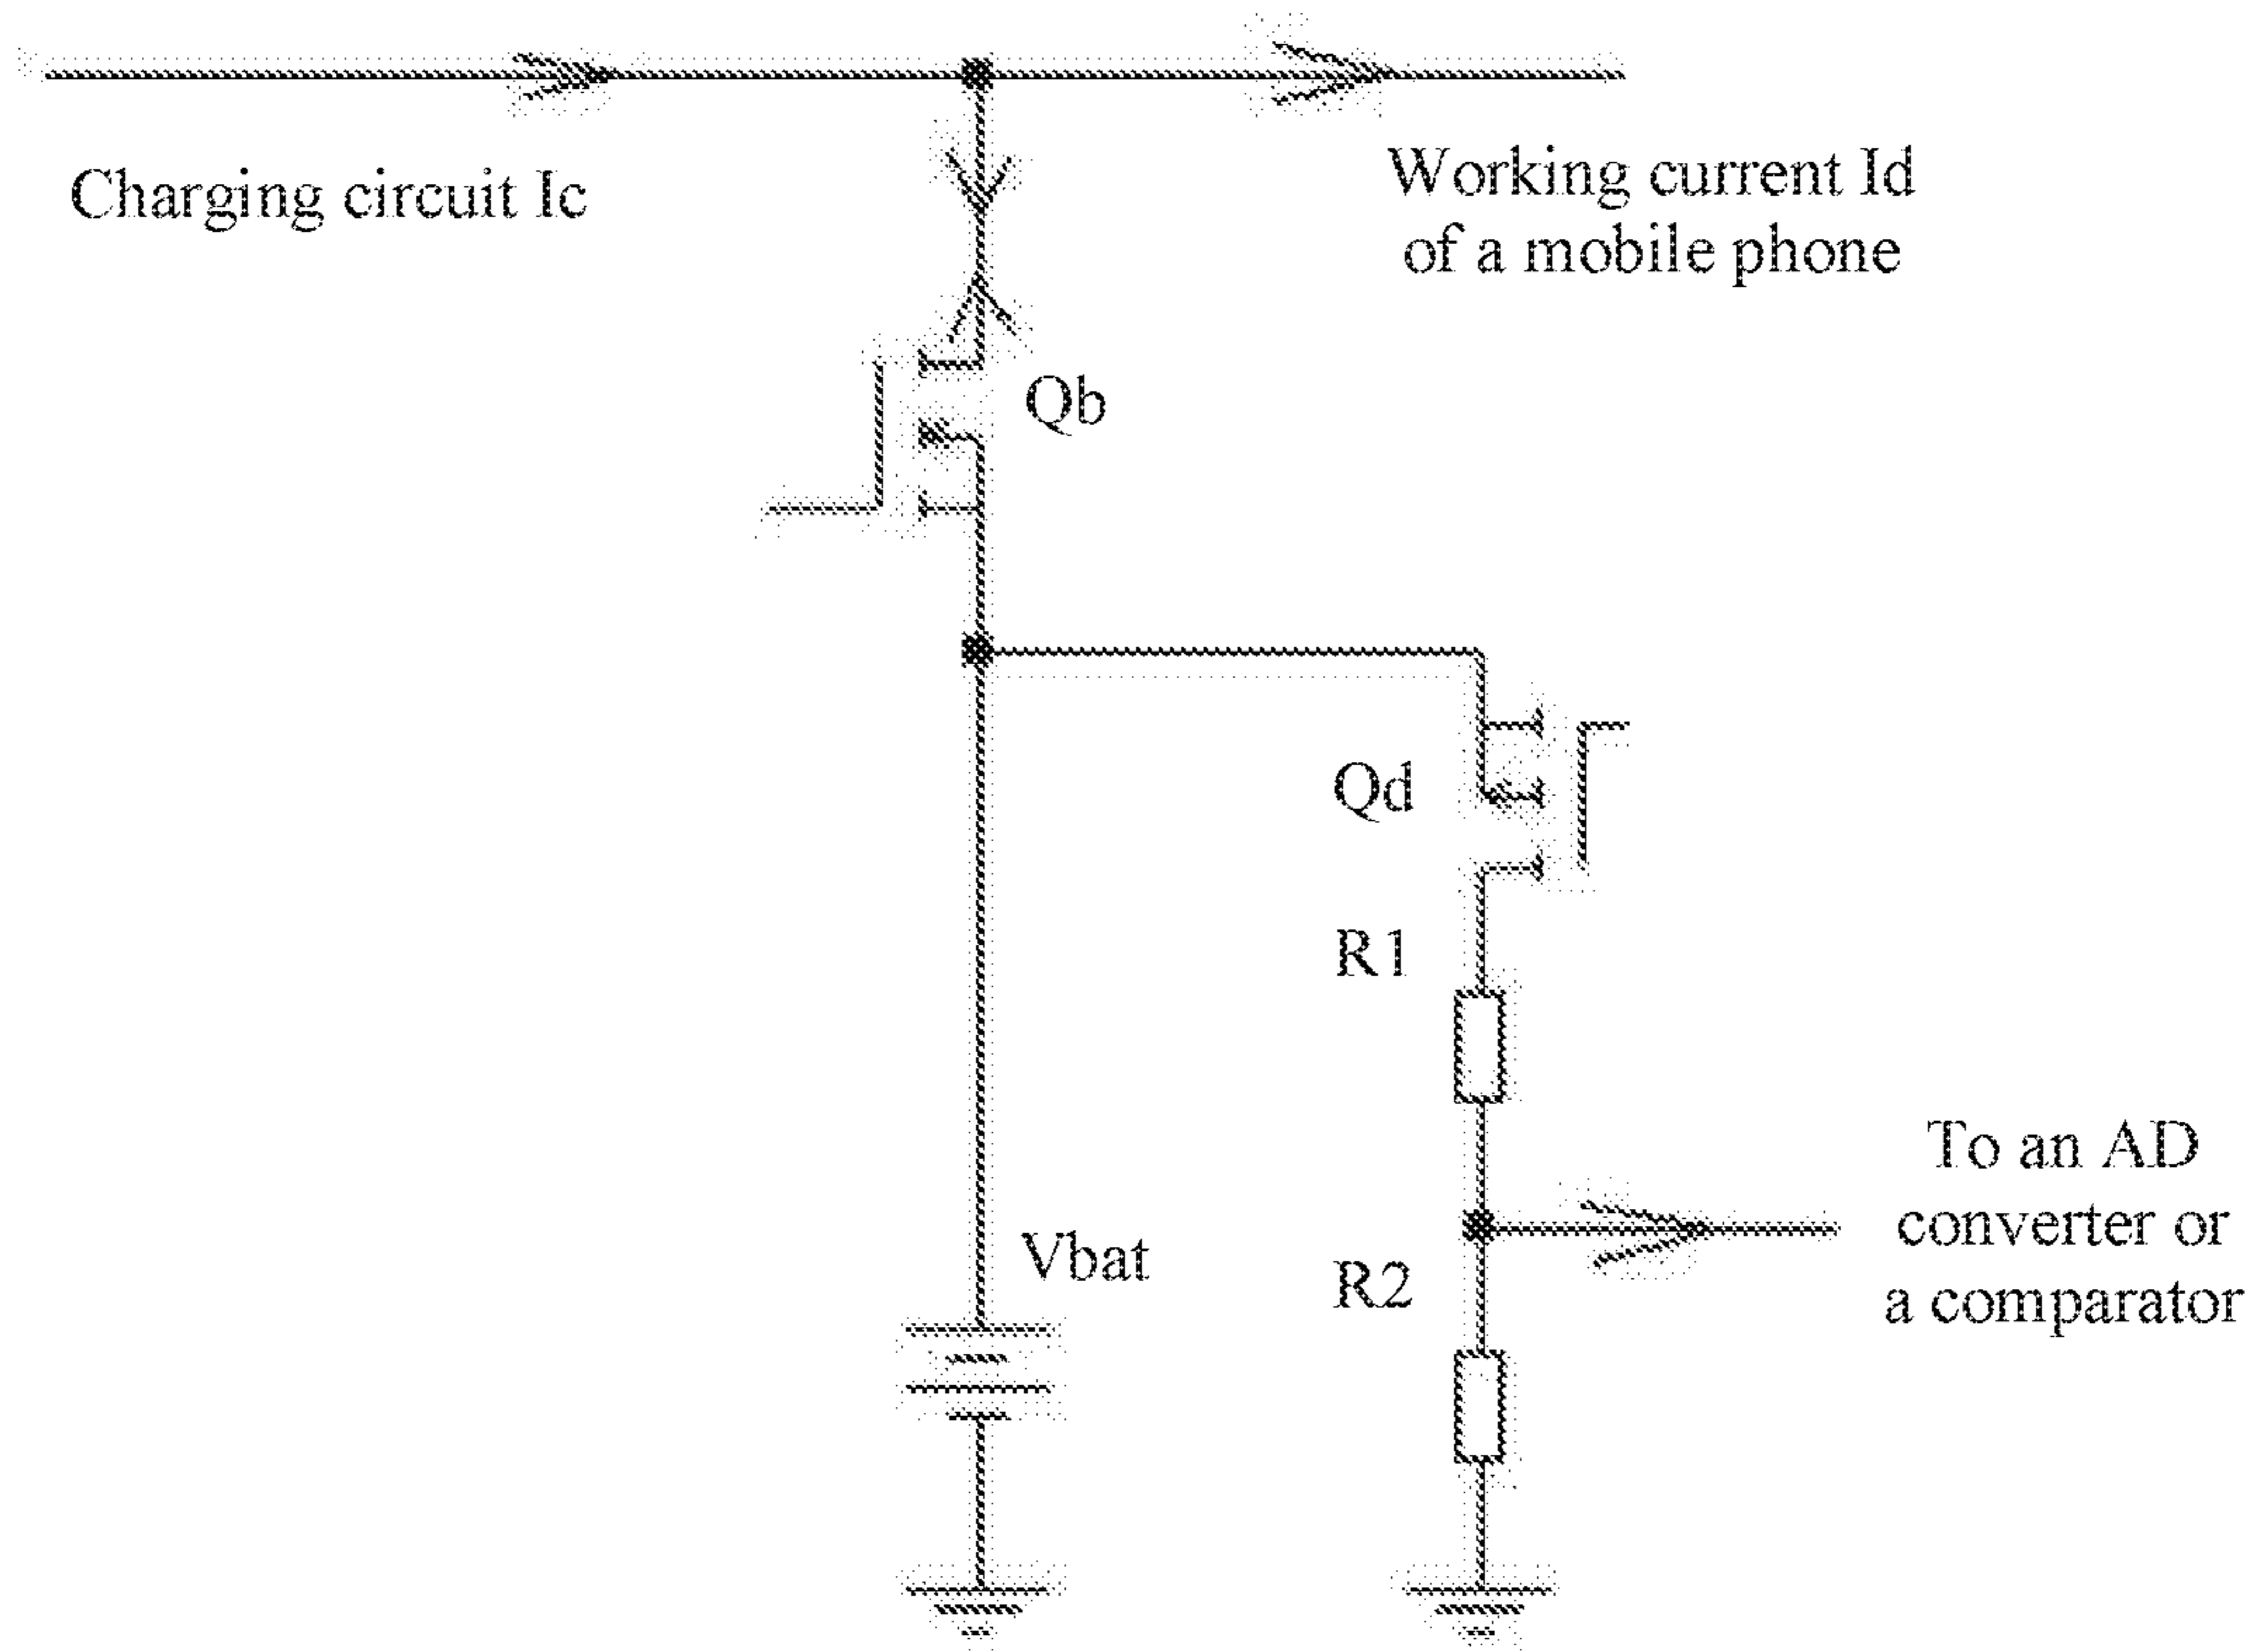 Charging circuit Ic
Working current Id
of a mobile phone
Qb
Qd
R1
Vbat
R2
To an AD
converter or
a comparator